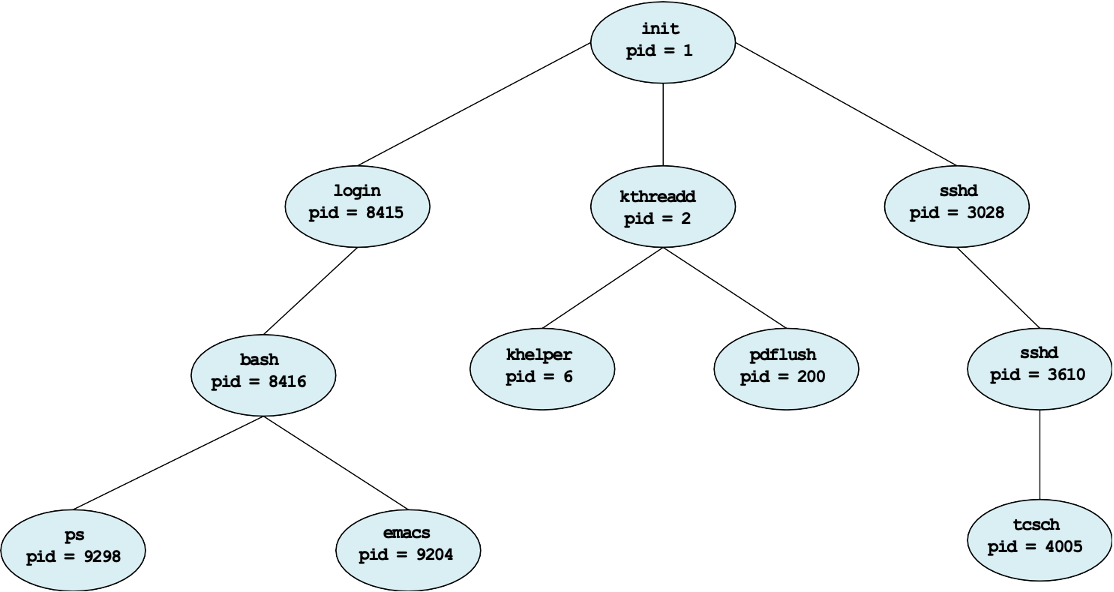 init
pid = 1
login
pid = 8415
kthreadd
pid = 2
sshd
pid = 3028
bash
pid = 8416
khelper
pid = 6
pdflush
pid = 200
sshd
pid = 3610
ps
pid = 9298
emacs
pid = 9204
tcsch
pid = 4005